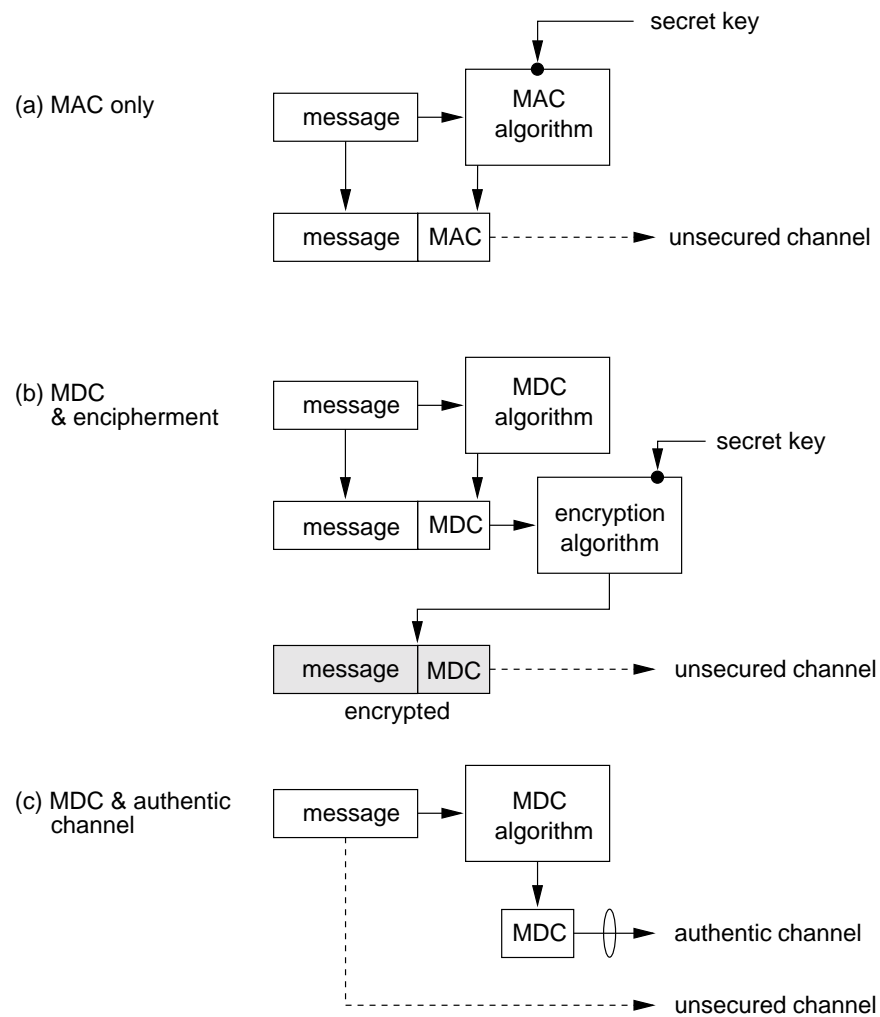 secret key
(a) MAC only
message
MAC
algorithm
message
MAC
unsecured channel
(b) MDC
& encipherment
message
MDC
algorithm
secret key
message
MDC
encryption
algorithm
message
MDC
unsecured channel
encrypted
(c) MDC & authentic
channel
message
MDC
algorithm
MDC
authentic channel
unsecured channel